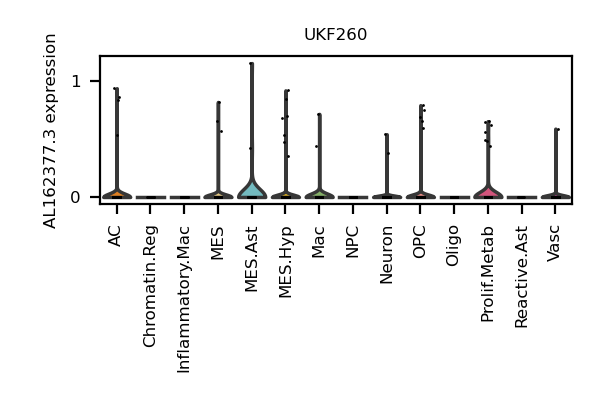 UKF260
AL162377.3 expression
1
0
AC
Chromatin.Reg
Inflammatory.Mac
MES
MES.Ast
MES.Hyp
Mac
NPC
Neuron
OPC
Oligo
Prolif.Metab
Reactive.Ast
Vasc